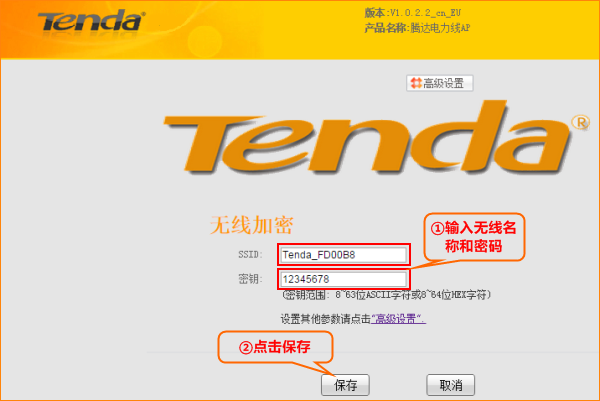 Tenda®
版本:V1.0.2.2_cn_EU
产品名称:腾达电力线AP
高级设置
Tenda®
无线加密
①输入无线名
称和密码
SSID: Tenda_FD00B8
密钥: 12345678
(密钥范围: 8~63位ASCII字符或8~64位HEX字符)
设置其他参数请点击"高级设置".
②点击保存
保存 取消